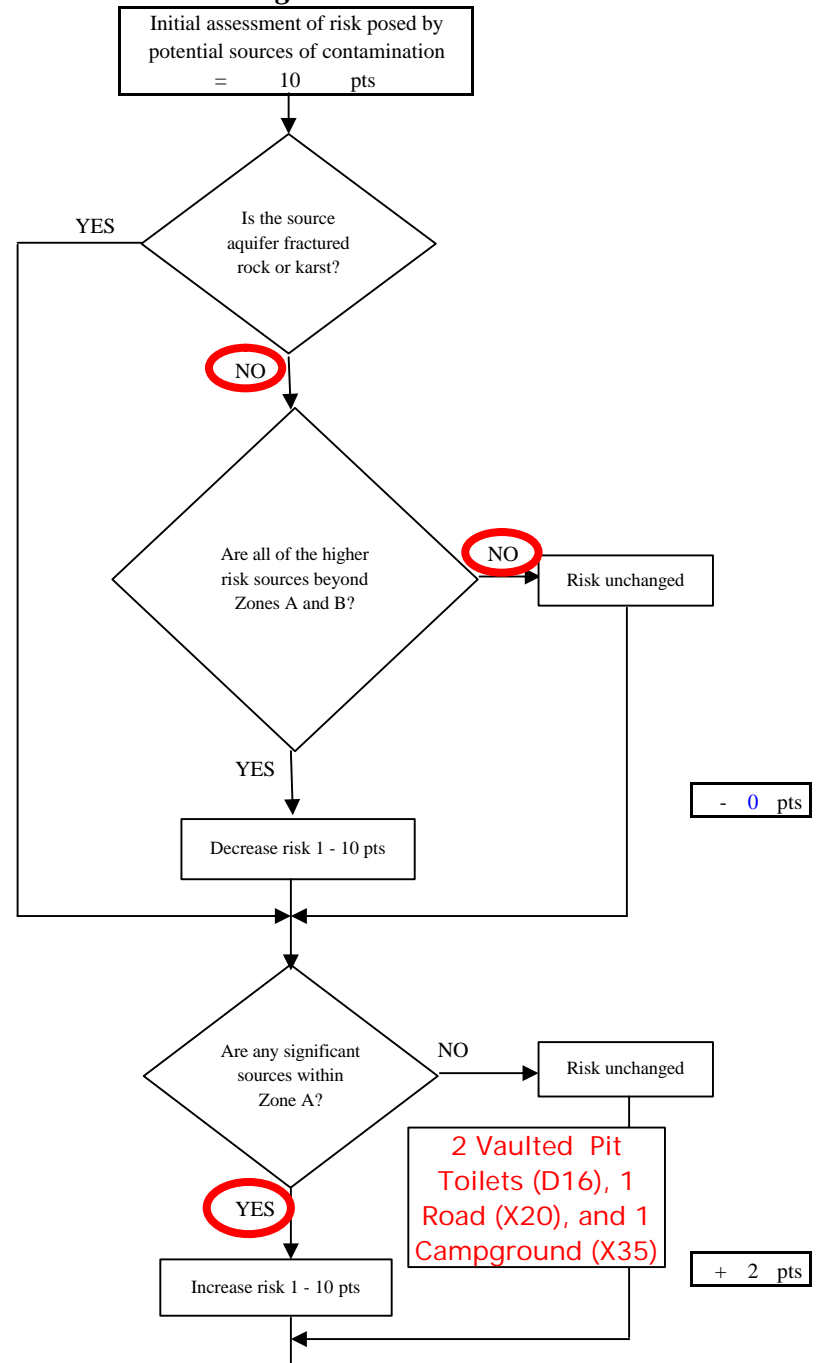 Initial assessment of risk posed by
potential sources of contamination
= 10 pts
YES
Is the source
aquifer fractured
rock or karst?
NO
Are all of the higher
risk sources beyond
Zones A and B?
NO
Risk unchanged
YES
- 0 pts
Decrease risk 1 - 10 pts
Are any significant
sources within
Zone A?
NO
Risk unchanged
2 Vaulted Pit
Toilets (D16), 1
Road (X20), and 1
Campground (X35)
YES
+ 2 pts
Increase risk 1 - 10 pts